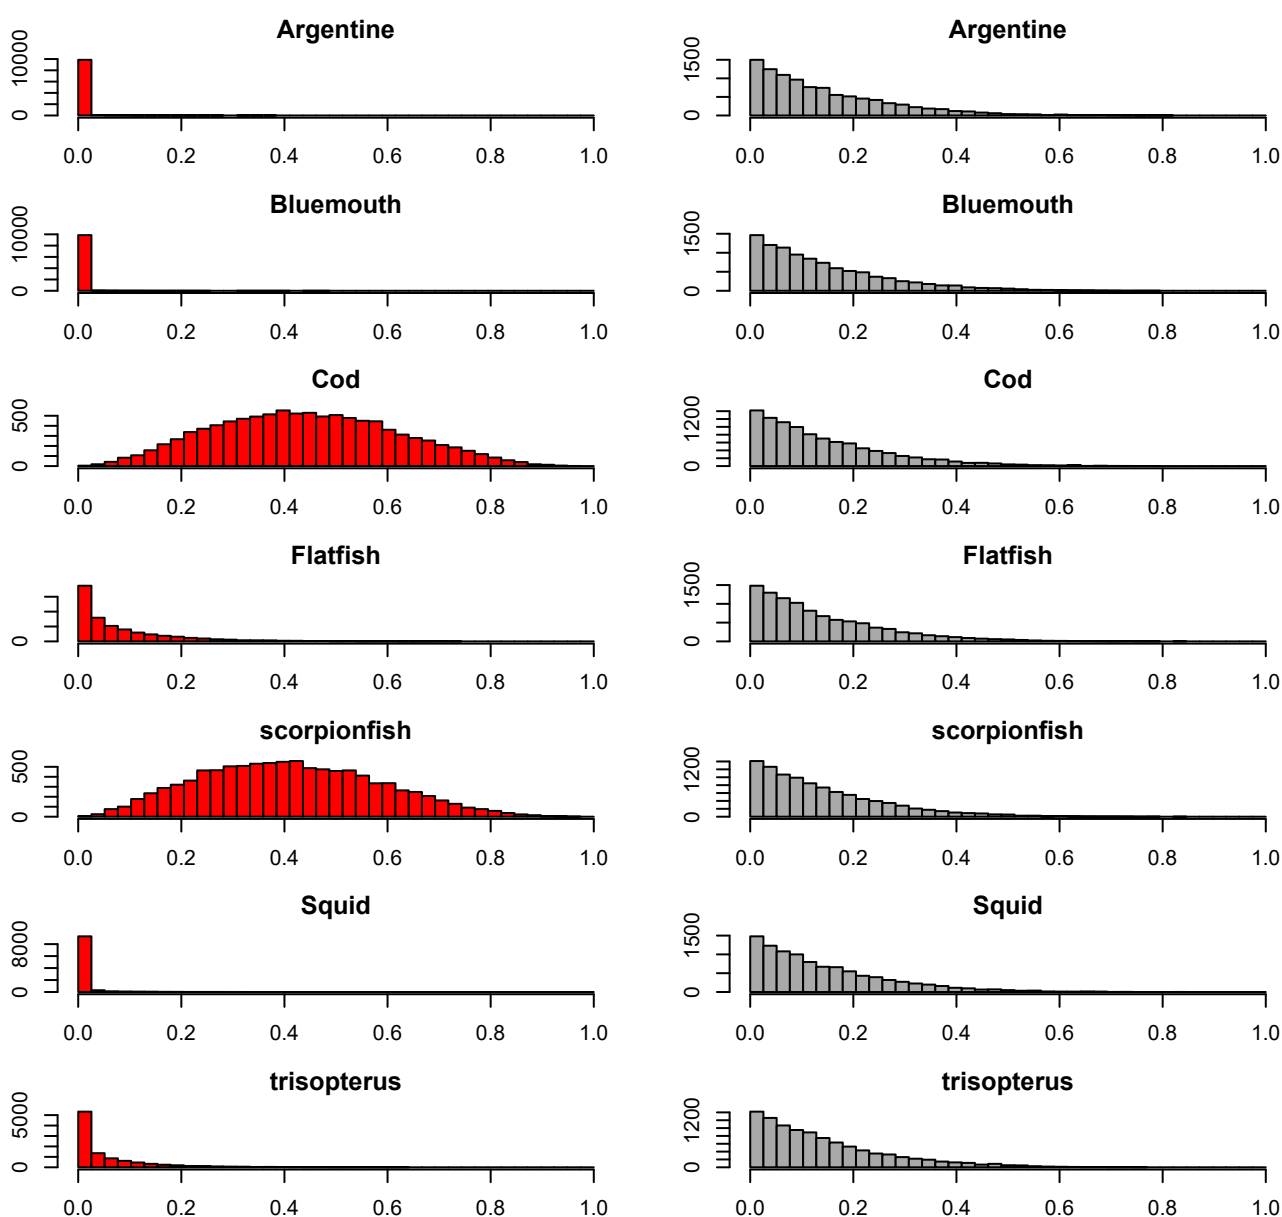 Argentine Argentine
10000 1500
0 0
0.0 0.2 0.4 0.6 0.8 1.0 0.0 0.2 0.4 0.6 0.8 1.0
Bluemouth Bluemouth
10000 1500
0 0
0.0 0.2 0.4 0.6 0.8 1.0 0.0 0.2 0.4 0.6 0.8 1.0
Cod Cod
500 1200
0 0
0.0 0.2 0.4 0.6 0.8 1.0 0.0 0.2 0.4 0.6 0.8 1.0
Flatfish Flatfish
1500
0 0
0.0 0.2 0.4 0.6 0.8 1.0 0.0 0.2 0.4 0.6 0.8 1.0
scorpionfish scorpionfish
500 1200
0 0
0.0 0.2 0.4 0.6 0.8 1.0 0.0 0.2 0.4 0.6 0.8 1.0
Squid Squid
8000 1500
0 0
0.0 0.2 0.4 0.6 0.8 1.0 0.0 0.2 0.4 0.6 0.8 1.0
trisopterus trisopterus
5000 1200
0 0
0.0 0.2 0.4 0.6 0.8 1.0 0.0 0.2 0.4 0.6 0.8 1.0